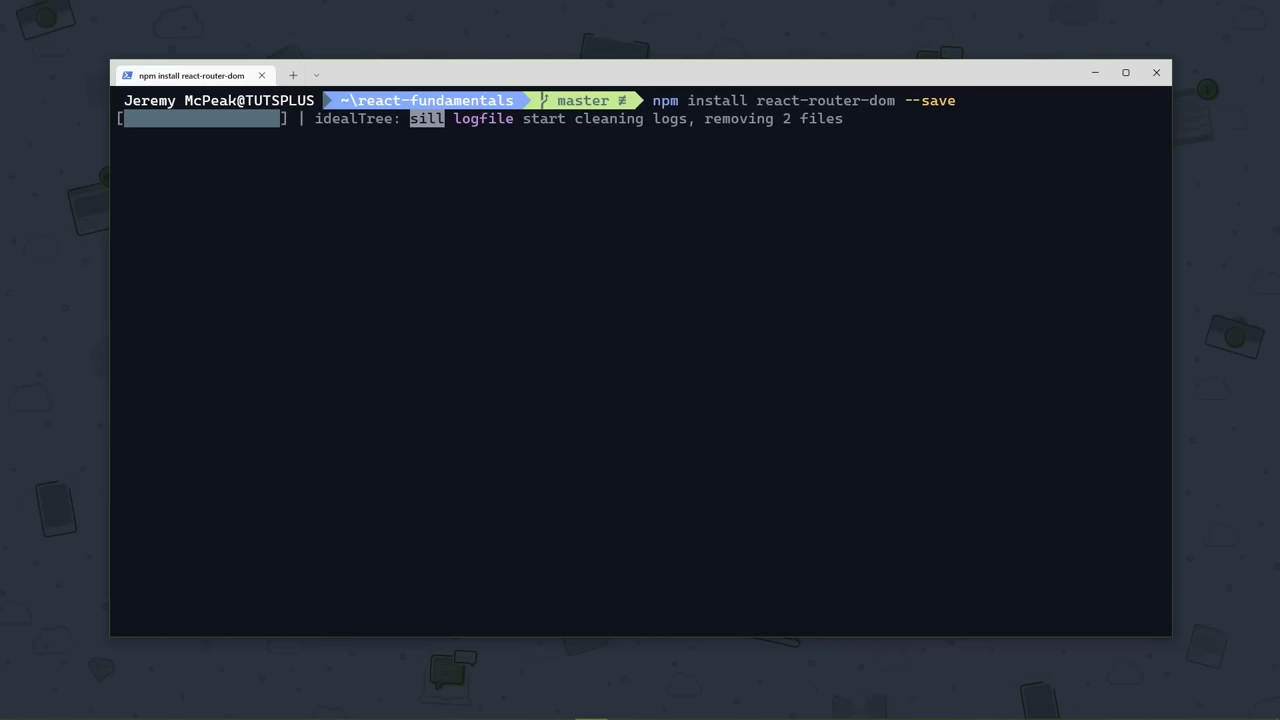 npm install react-router-dom
Jeremy McPeak@TUTSPLUS ~\react-fundamentals master ≢ npm install react-router-dom --save
[                  ] | idealTree: sill logfile start cleaning logs, removing 2 files